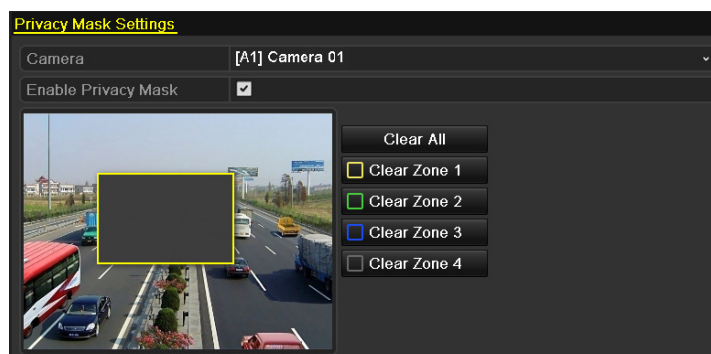 Privacy Mask Settings
Camera [A1] Camera 01
Enable Privacy Mask
Clear All
Clear Zone 1
Clear Zone 2
Clear Zone 3
Clear Zone 4